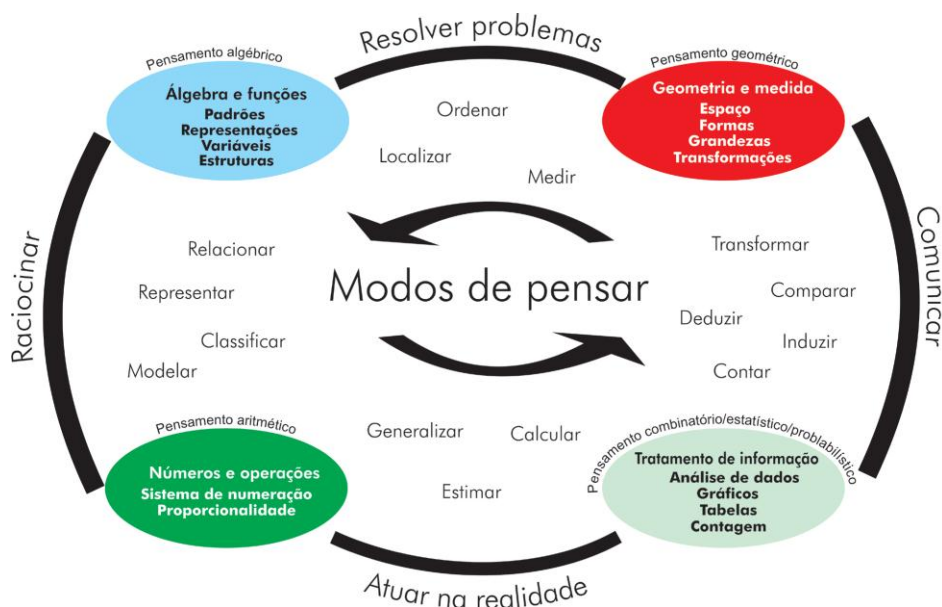 Resolver problemas
Pensamento algébrico
Álgebra e funções
Padrões
Representações
Variáveis
Estruturas
Pensamento geométrico
Geometria e medida
Espaço
Formas
Grandezas
Transformações
Ordenar
Localizar
Medir
Raciocinar
Comunicar
Relacionar
Representar
Classificar
Modelar
Modos de pensar
Transformar
Comparar
Deduzir
Induzir
Contar
Pensamento aritmético
Números e operações
Sistema de numeração
Proporcionalidade
Generalizar
Calcular
Estimar
Pensamento combinatório/estatístico/problabilístico
Tratamento de informação
Análise de dados
Gráficos
Tabelas
Contagem
Atuar na realidade